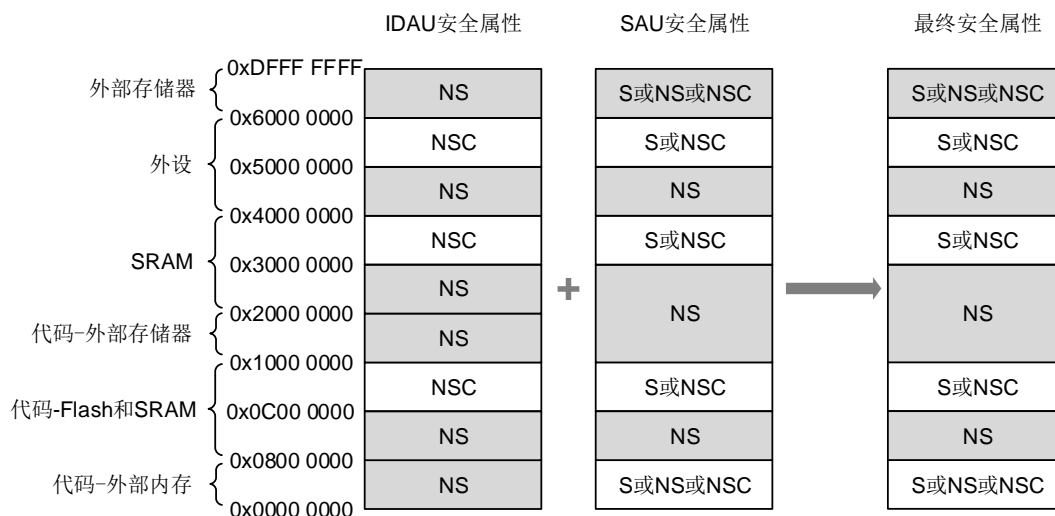 IDAU安全属性 SAU安全属性 最终安全属性
0xDFFF FFFF
外部存储器 NS S或NS或NSC S或NS或NSC
0x6000 0000
NSC S或NSC S或NSC
外设 0x5000 0000
NS NS NS
0x4000 0000
NSC S或NSC S或NSC
SRAM 0x3000 0000
NS
+
NS NS
0x2000 0000
代码-外部存储器 NS
0x1000 0000
NSC S或NSC S或NSC
代码-Flash和SRAM 0x0C00 0000
NS NS NS
0x0800 0000
代码-外部内存 NS S或NS或NSC S或NS或NSC
0x0000 0000